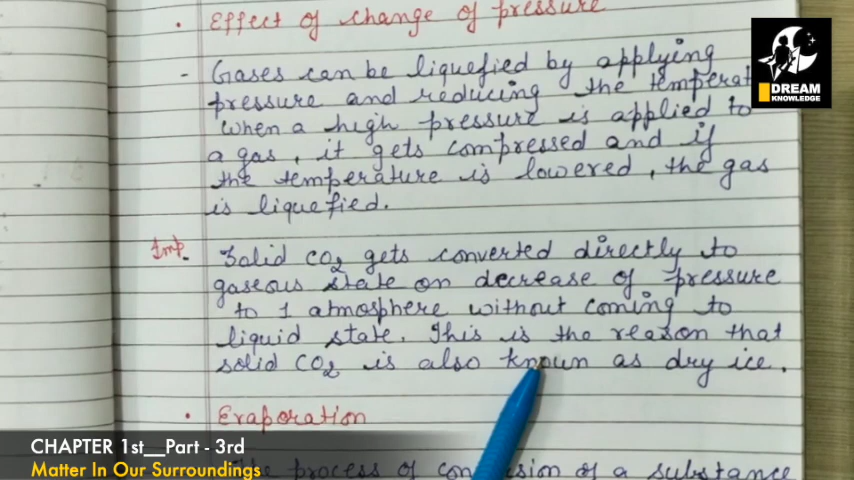 • Effect of change of pressure
- Gases can be liquefied by applying
pressure and reducing the temperat
When a high pressure is applied to
a gas, it gets compressed and if
the temperature is lowered, the gas
is liquefied.
Imp. Solid CO2 gets converted directly to
gaseous state on decrease of pressure
to 1 atmosphere without coming to
liquid state. This is the reason that
solid CO2 is also known as dry ice.
• Evaporation
The process of of a substance
DREAM
KNOWLEDGE
CHAPTER 1st__Part - 3rd
Matter In Our Surroundings